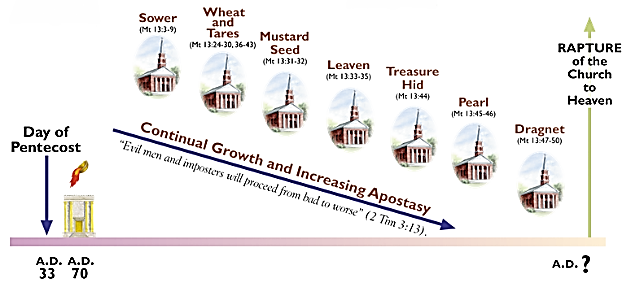 Sower
(Mt 13:3-9)
Wheat
and
Tares
(Mt 13:24-30, 36-43)
Mustard
Seed
(Mt 13:31-32)
Leaven
(Mt 13:33-35)
Treasure
Hid
(Mt 13:44)
Pearl
(Mt 13:45-46)
Dragnet
(Mt 13:47-50)
RAPTURE
of the
Church
to
Heaven
Day of
Pentecost
Continual Growth and Increasing Apostasy
"Evil men and imposters will proceed from bad to worse" (2 Tim 3:13).
A.D.
33
A.D.
70
A.D. ?